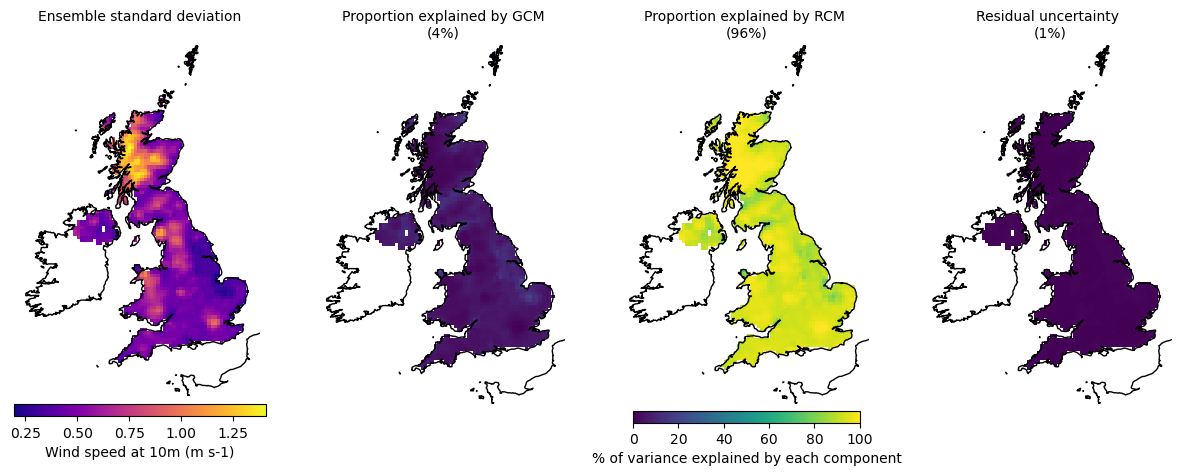 Ensemble standard deviation
Proportion explained by GCM
(4%)
Proportion explained by RCM
(96%)
Residual uncertainty
(1%)
0.25 0.50 0.75 1.00 1.25
Wind speed at 10m (m s-1)
0 20 40 60 80 100
% of variance explained by each component